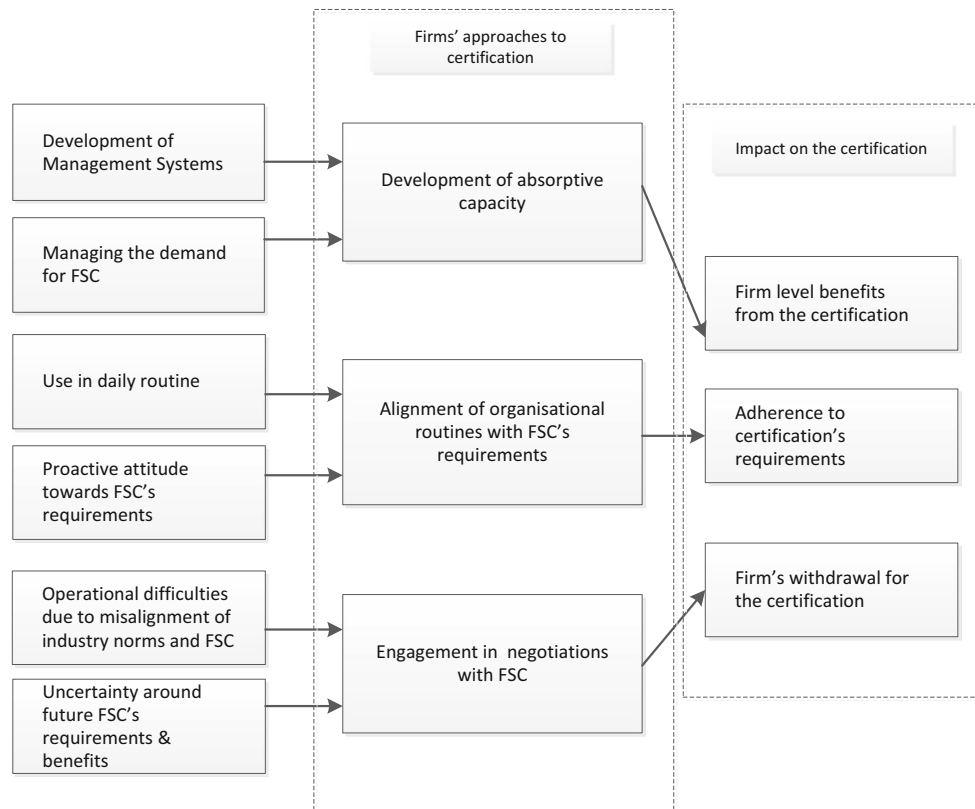 Firms' approaches to
certification
Development of
Management Systems
Managing the demand
for FSC
Use in daily routine
Proactive attitude
towards FSC's
requirements
Operational difficulties
due to misalignment of
industry norms and FSC
Uncertainty around
future FSC's
requirements &
benefits
Development of absorptive
capacity
Alignment of organisational
routines with FSC's
requirements
Engagement in negotiations
with FSC
Impact on the certification
Firm level benefits
from the certification
Adherence to
certification's
requirements
Firm's withdrawal for
the certification